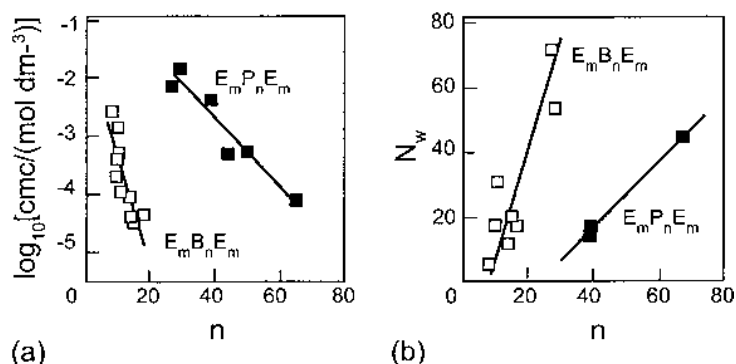 -1
-2
-3
-4
-5
log₁₀[cmc/(mol dm⁻³)]
EₘPₙEₘ
EₘBₙEₘ
0 20 40 60 80
n
(a)
80
60
40
20
N_w
EₘBₙEₘ
EₘPₙEₘ
0 20 40 60 80
n
(b)